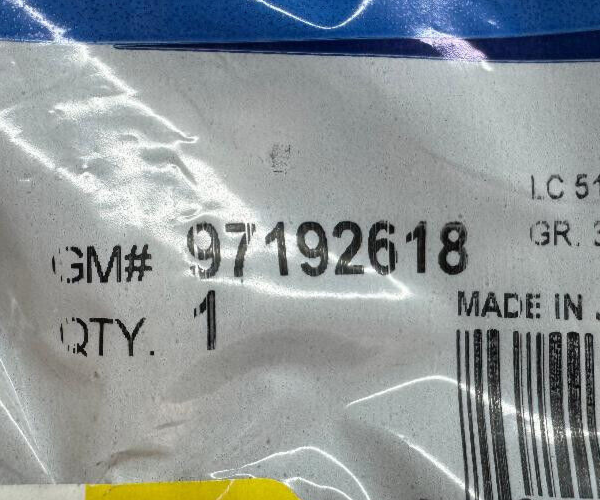 LC 51
GR. 3
GM# 97192618
MADE IN
QTY. 1